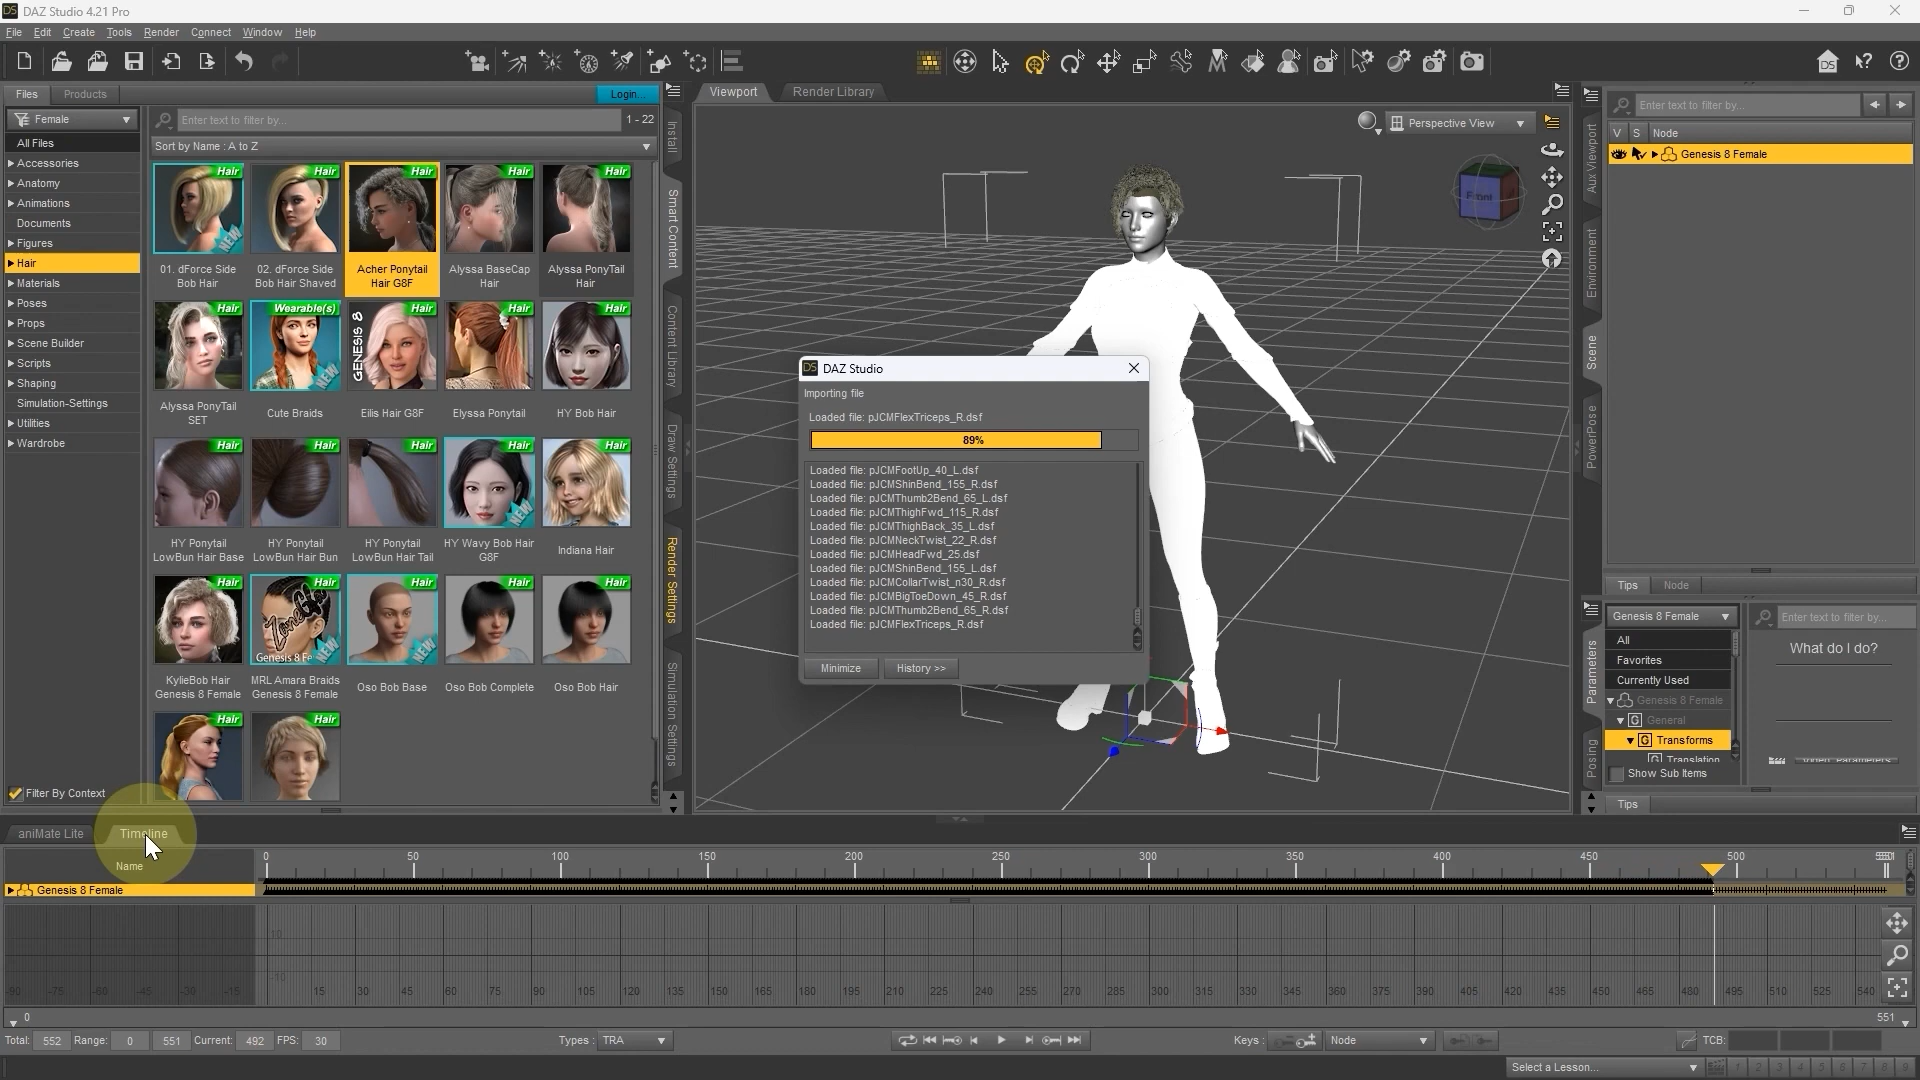 DAZ Studio 4.21 Pro
File Edit Create Tools Render Connect Window Help
Files Products Login...
Female
Enter text to filter by...
1 - 22
All Files
Accessories
Anatomy
Animations
Documents
Figures
Hair
Materials
Poses
Props
Scene Builder
Scripts
Shaping
Simulation-Settings
Utilities
Wardrobe
Filter By Context
Sort by Name : A to Z
Hair Hair Hair Hair Hair
NEW
01. dForce Side Bob Hair
02. dForce Side Bob Hair Shaved
Acher Ponytail Hair G8F
Alyssa BaseCap Hair
Alyssa PonyTail Hair
Hair Wearable(s) Hair Hair Hair
NEW
GENESIS 8
Alyssa PonyTail SET
Cute Braids
Eilis Hair G8F
Elyssa Ponytail
HY Bob Hair
Hair Hair Hair Hair Hair
NEW
HY Ponytail LowBun Hair Base
HY Ponytail LowBun Hair Bun
HY Ponytail LowBun Hair Tail
HY Wavy Bob Hair G8F
Indiana Hair
Hair Hair Hair Hair Hair
Genesis 8 Fe
NEW
NEW
KylieBob Hair Genesis 8 Female
MRL Amara Braids Genesis 8 Female
Oso Bob Base
Oso Bob Complete
Oso Bob Hair
Hair Hair
Install
Smart Content
Content Library
Draw Settings
Render Settings
Simulation Settings
Viewport Render Library
Perspective View
Front
DAZ Studio
Importing file
Loaded file: pJCMFlexTriceps_R.dsf
89%
Loaded file: pJCMFootUp_40_L.dsf
Loaded file: pJCMShinBend_155_R.dsf
Loaded file: pJCMThumb2Bend_65_L.dsf
Loaded file: pJCMThighFwd_115_R.dsf
Loaded file: pJCMThighBack_35_L.dsf
Loaded file: pJCMNeckTwist_22_R.dsf
Loaded file: pJCMHeadFwd_25.dsf
Loaded file: pJCMShinBend_155_L.dsf
Loaded file: pJCMCollarTwist_n30_R.dsf
Loaded file: pJCMBigToeDown_45_R.dsf
Loaded file: pJCMThumb2Bend_65_R.dsf
Loaded file: pJCMFlexTriceps_R.dsf
Minimize History >>
Aux Viewport
Environment
Scene
PowerPose
Enter text to filter by...
V S Node
Genesis 8 Female
Tips Node
Parameters
Posing
Genesis 8 Female
Enter text to filter by...
All
Favorites
Currently Used
Genesis 8 Female
General
Transforms
Translation
Show Sub Items
What do I do?
Tips
aniMate Lite Timeline
Name
0 50 100 150 200 250 300 350 400 450 500
Genesis 8 Female
10
-10
-90 -75 -60 -45 -30 -15 15 30 45 60 75 90 105 120 135 150 165 180 195 210 225 240 255 270 285 300 315 330 345 360 375 390 405 420 435 450 465 480 495 510 525 540
0 551
Total: 552 Range: 0 551 Current: 492 FPS: 30 Types : TRA Keys : Node TCB:
Select a Lesson... 1 2 3 4 5 6 7 8 9